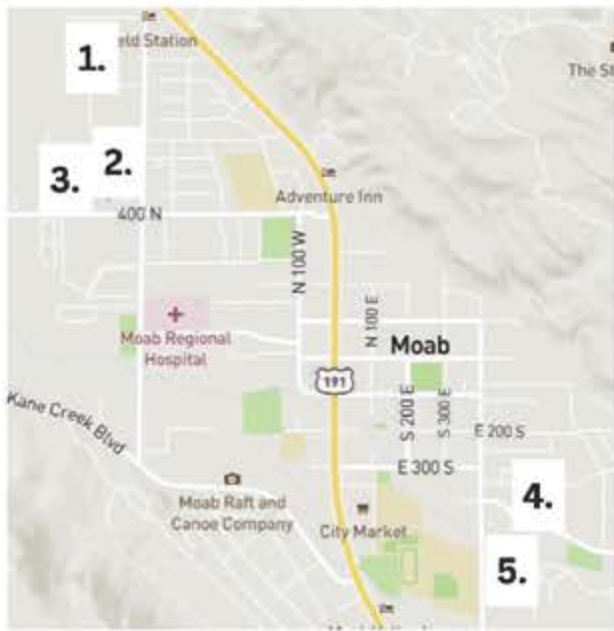 eld Station
1.
The Sl
2.
3.
Adventure Inn
400 N
N 100 W
Moab Regional
Hospital
N 100 E
Moab
191
Kane Creek Blvd
S 200 E
S 300 E
E 200 S
E 300 S
Moab Raft and
Canoe Company
City Market
4.
5.